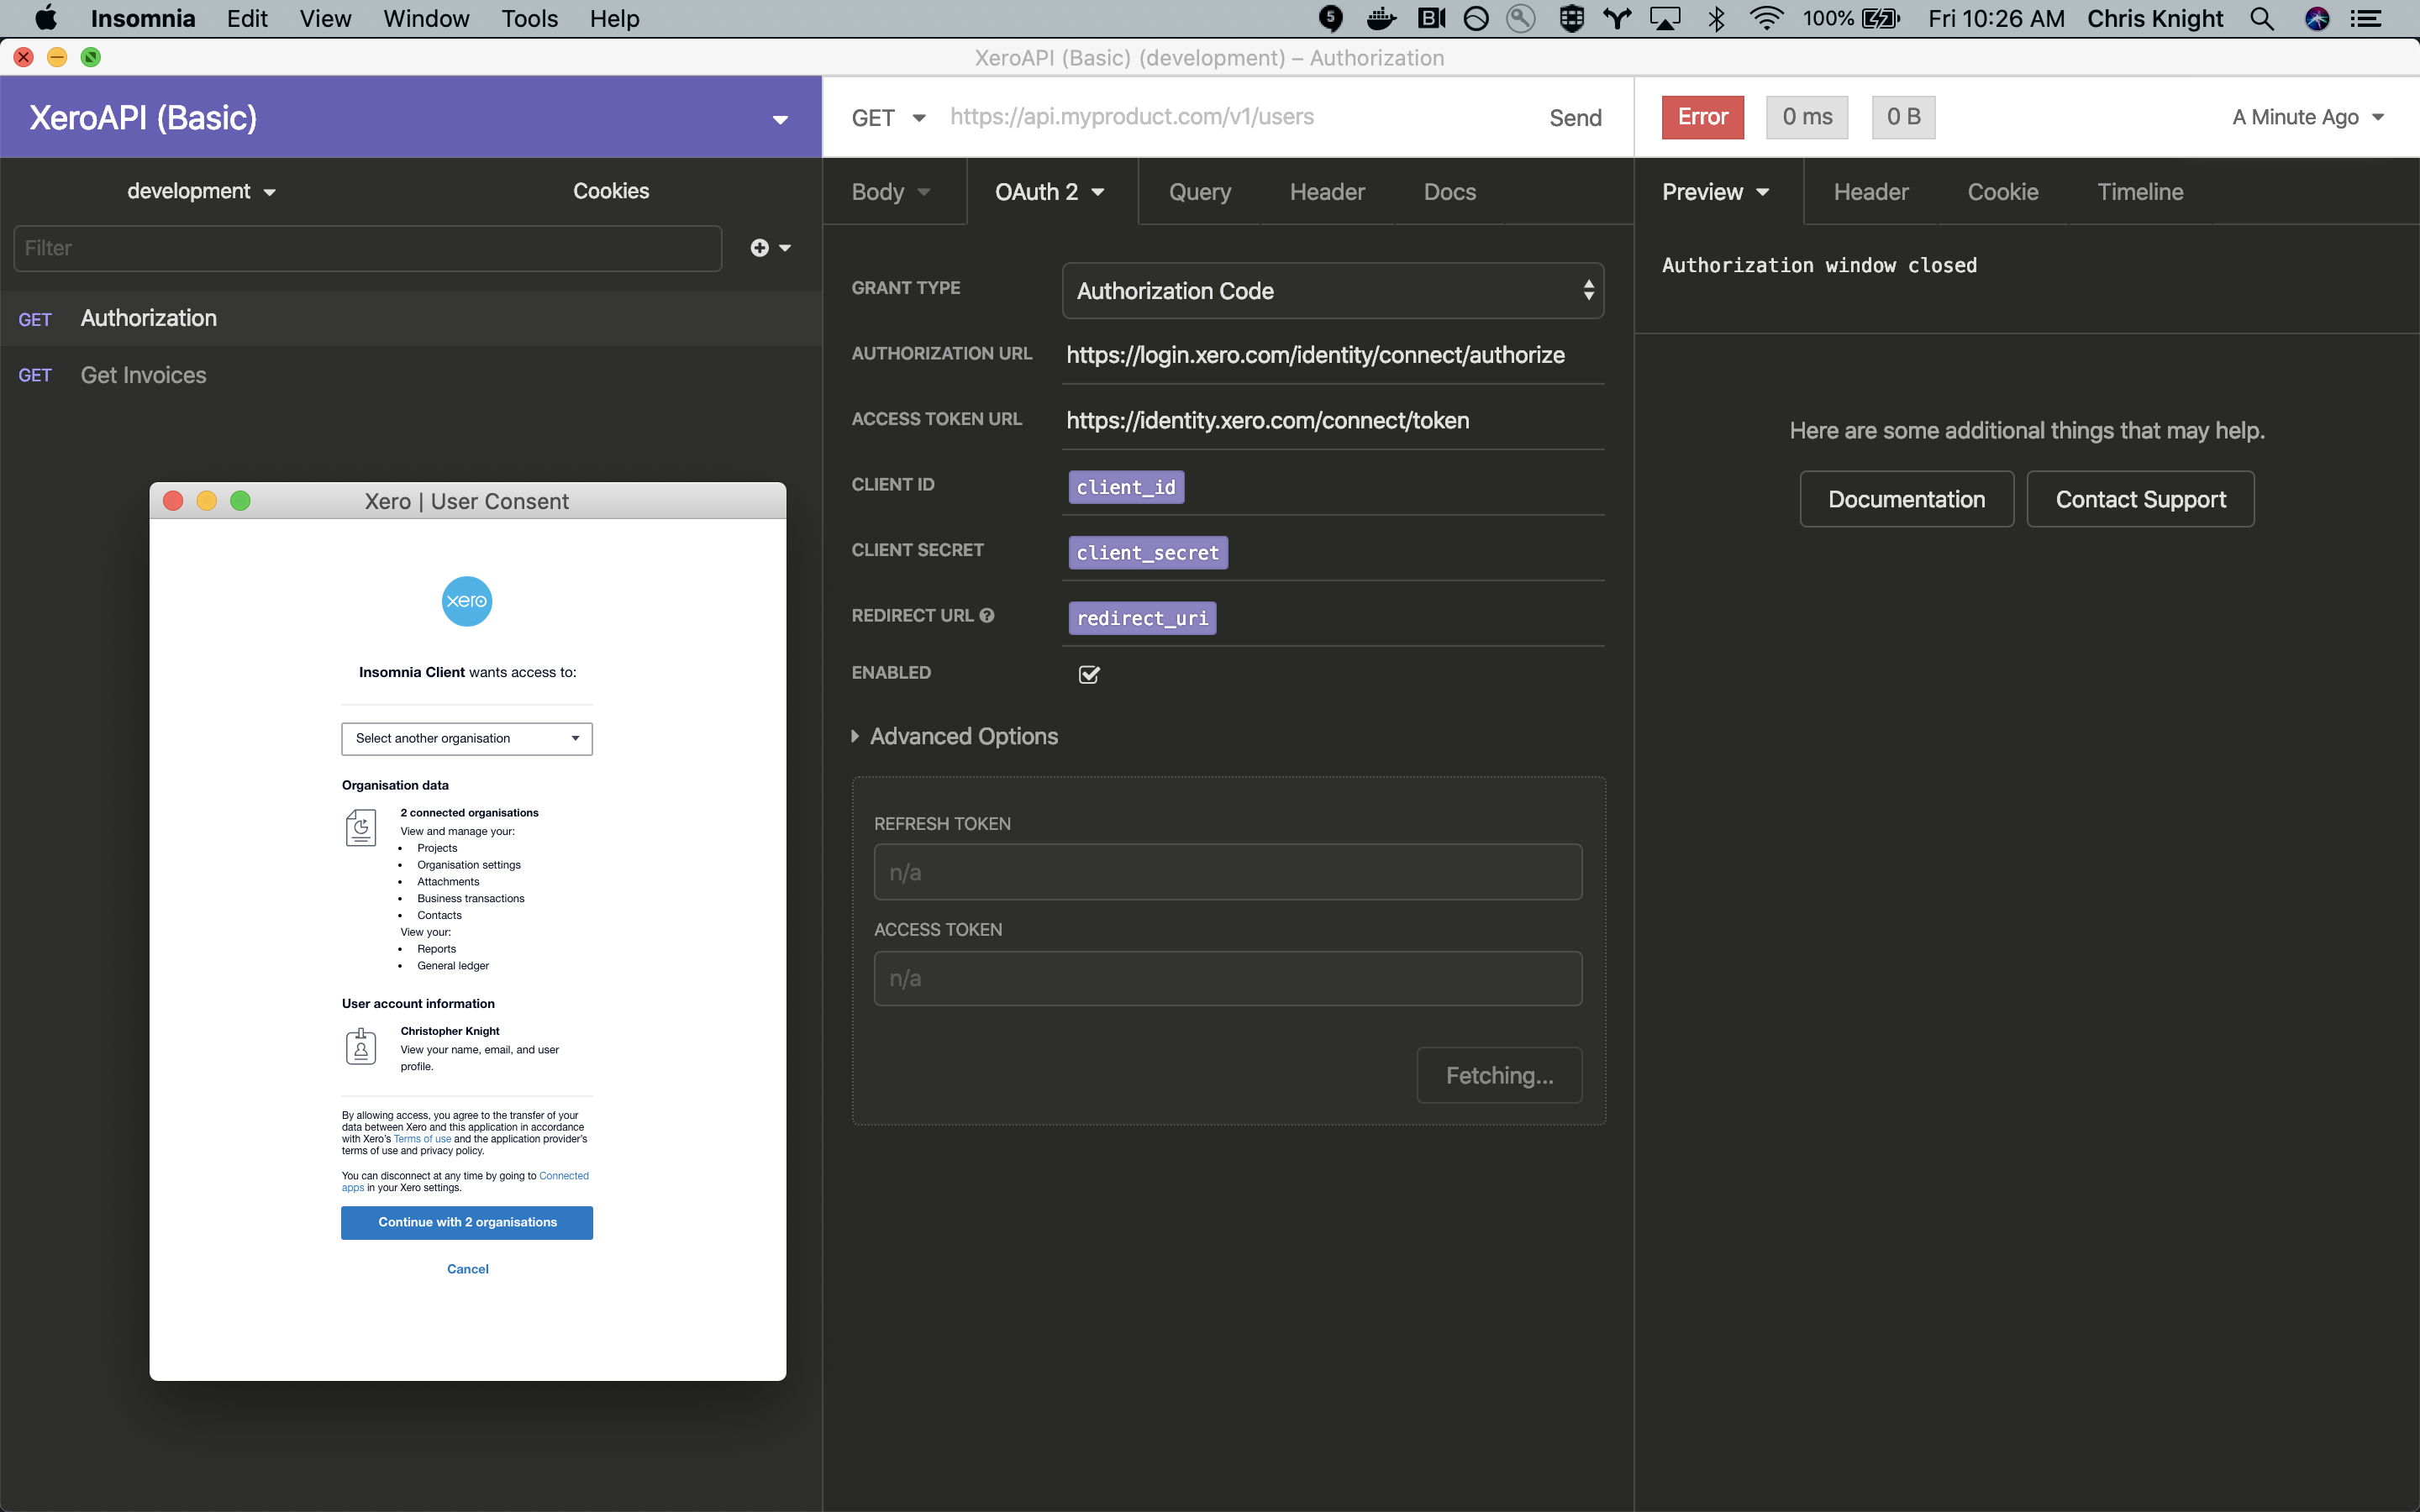 Insomnia Edit View Window Tools Help
5 100% Fri 10:26 AM Chris Knight
XeroAPI (Basic) (development) – Authorization
XeroAPI (Basic)
development Cookies
Filter
GET Authorization
GET Get Invoices
Xero | User Consent
xero
Insomnia Client wants access to:
Select another organisation
Organisation data
2 connected organisations
View and manage your:
• Projects
• Organisation settings
• Attachments
• Business transactions
• Contacts
View your:
• Reports
• General ledger
User account information
Christopher Knight
View your name, email, and user
profile.
By allowing access, you agree to the transfer of your
data between Xero and this application in accordance
with Xero's Terms of use and the application provider's
terms of use and privacy policy.
You can disconnect at any time by going to Connected
apps in your Xero settings.
Continue with 2 organisations
Cancel
GET https://api.myproduct.com/v1/users Send
Body OAuth 2 Query Header Docs
GRANT TYPE Authorization Code
AUTHORIZATION URL https://login.xero.com/identity/connect/authorize
ACCESS TOKEN URL https://identity.xero.com/connect/token
CLIENT ID client_id
CLIENT SECRET client_secret
REDIRECT URL ? redirect_uri
ENABLED
Advanced Options
REFRESH TOKEN
n/a
ACCESS TOKEN
n/a
Fetching...
Error 0 ms 0 B A Minute Ago
Preview Header Cookie Timeline
Authorization window closed
Here are some additional things that may help.
Documentation Contact Support